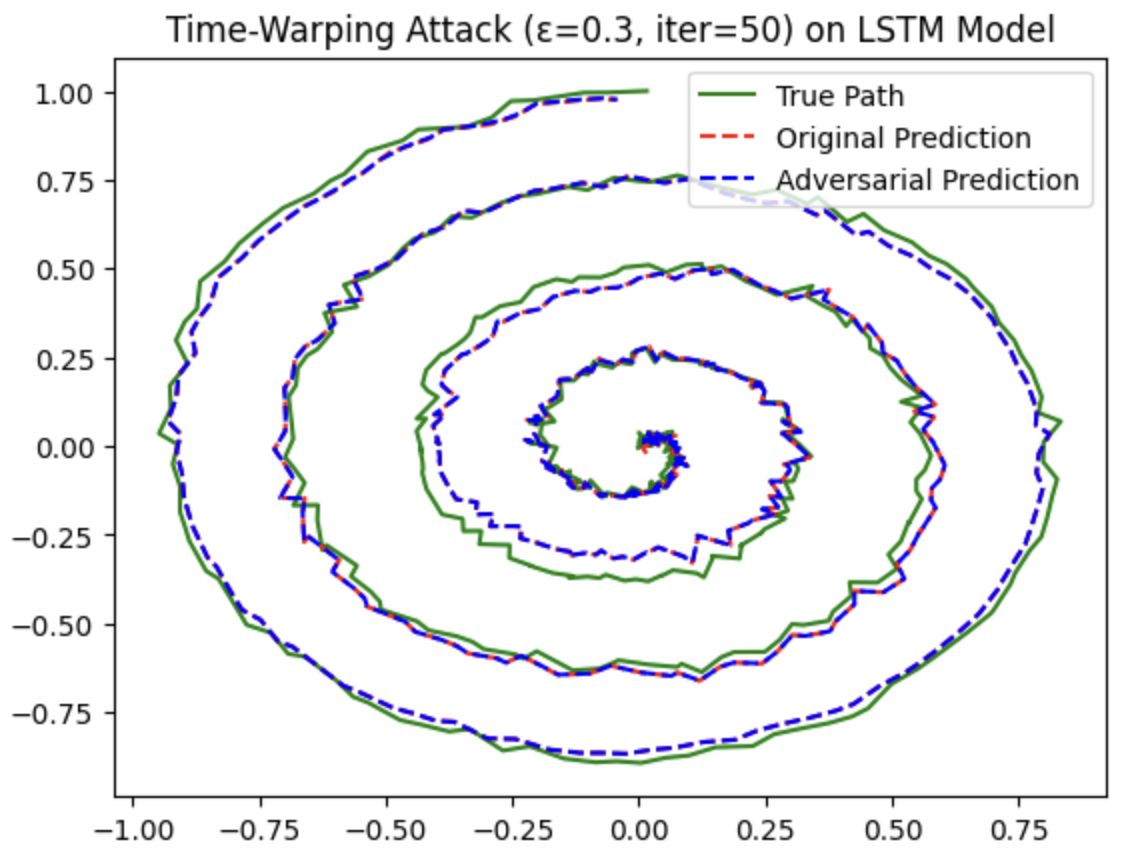 Time-Warping Attack (ε=0.3, iter=50) on LSTM Model
True Path
Original Prediction
Adversarial Prediction
1.00
0.75
0.50
0.25
0.00
−0.25
−0.50
−0.75
−1.00 −0.75 −0.50 −0.25 0.00 0.25 0.50 0.75